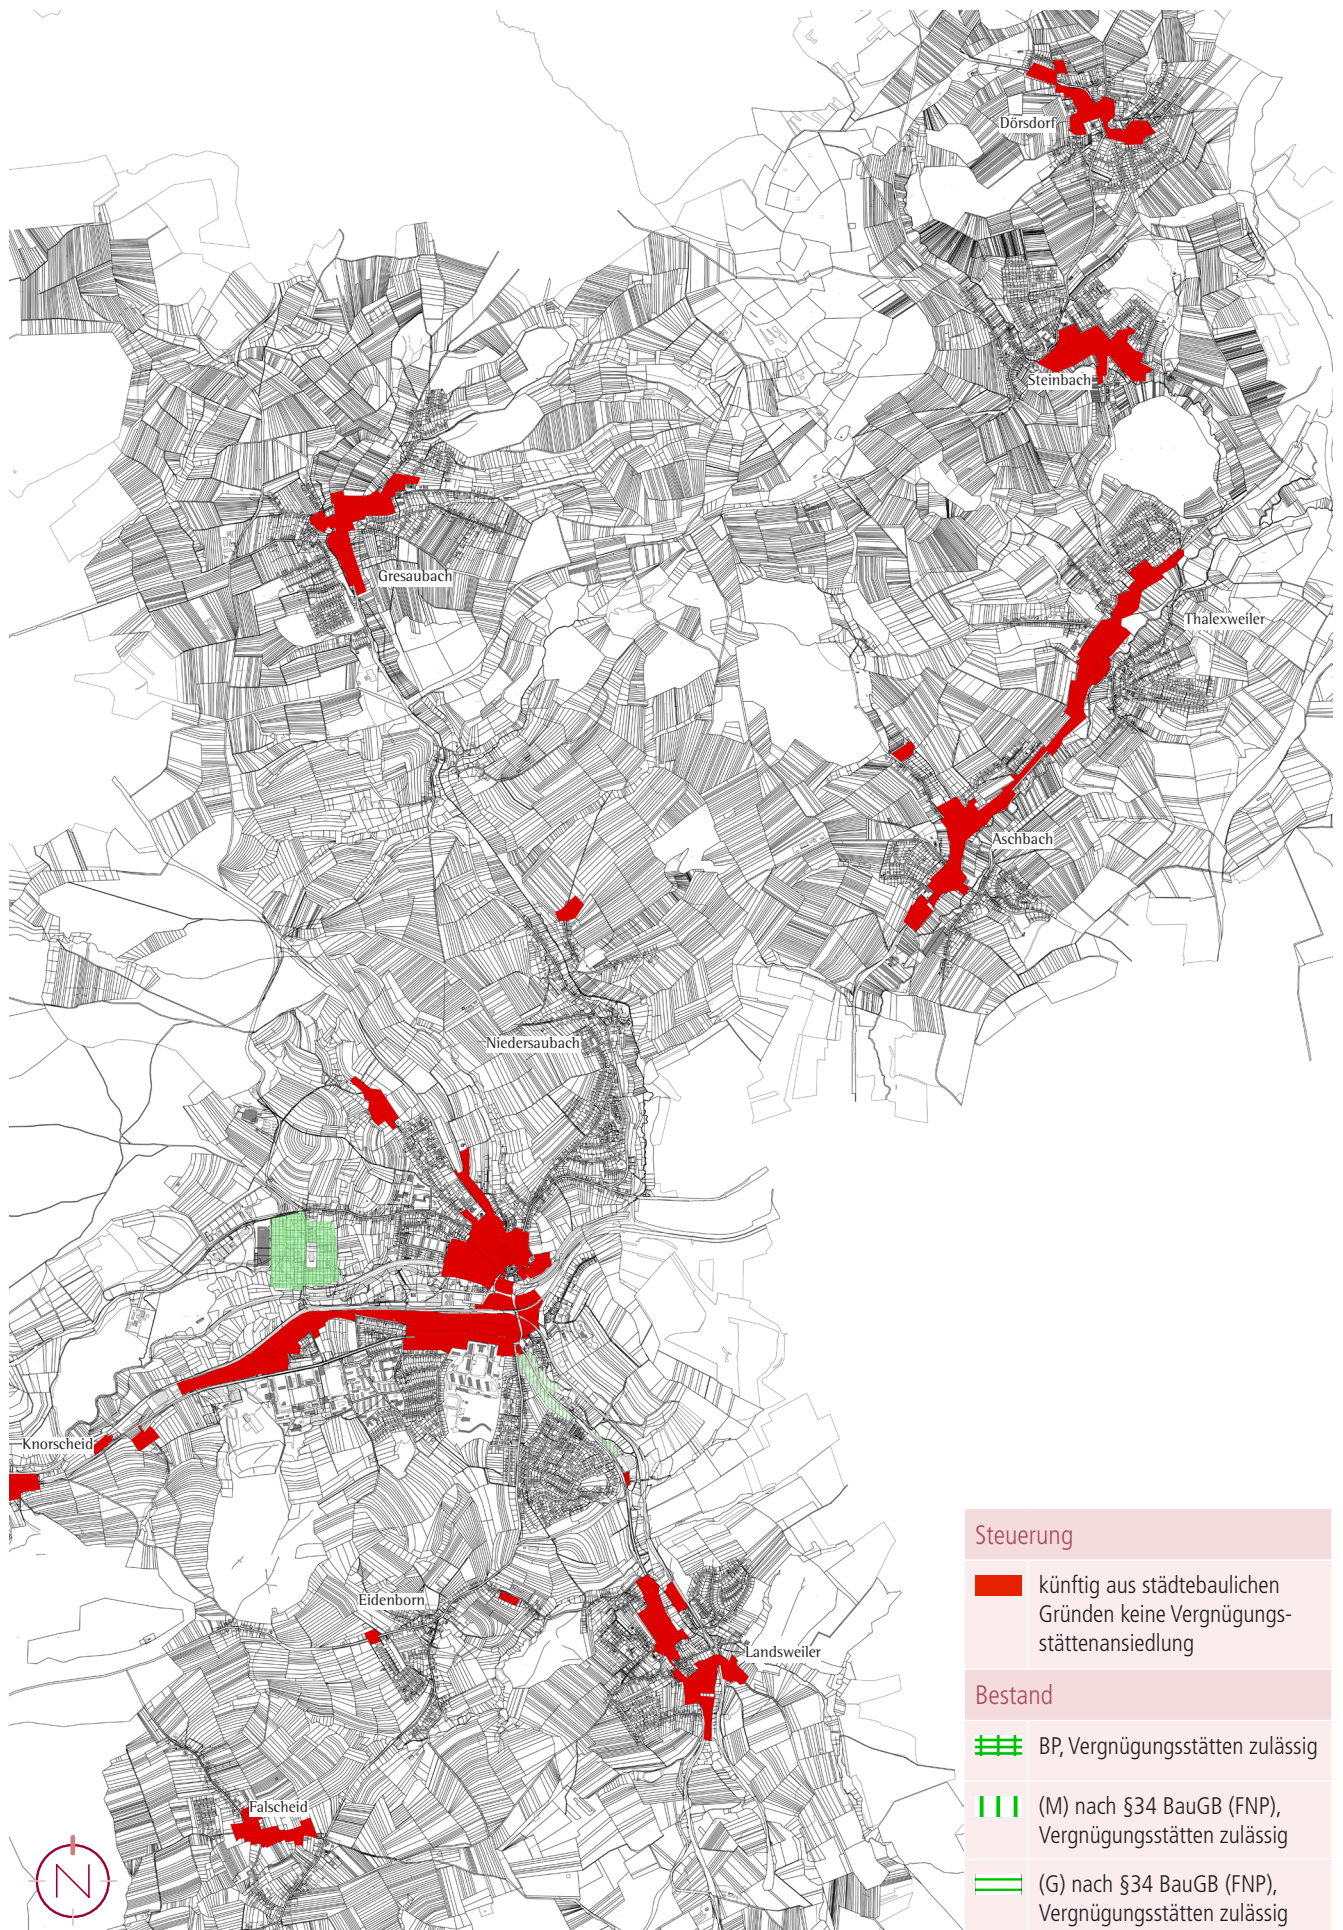 Dörsdorf
Steinbach
Gresaubach
Thalexweiler
Aschbach
Niedersaubach
Knorscheid
Eidenborn
Landsweiler
Falscheid
N
Steuerung
künftig aus städtebaulichen
Gründen keine Vergnügungs-
stättenansiedlung
Bestand
BP, Vergnügungsstätten zulässig
(M) nach §34 BauGB (FNP),
Vergnügungsstätten zulässig
(G) nach §34 BauGB (FNP),
Vergnügungsstätten zulässig